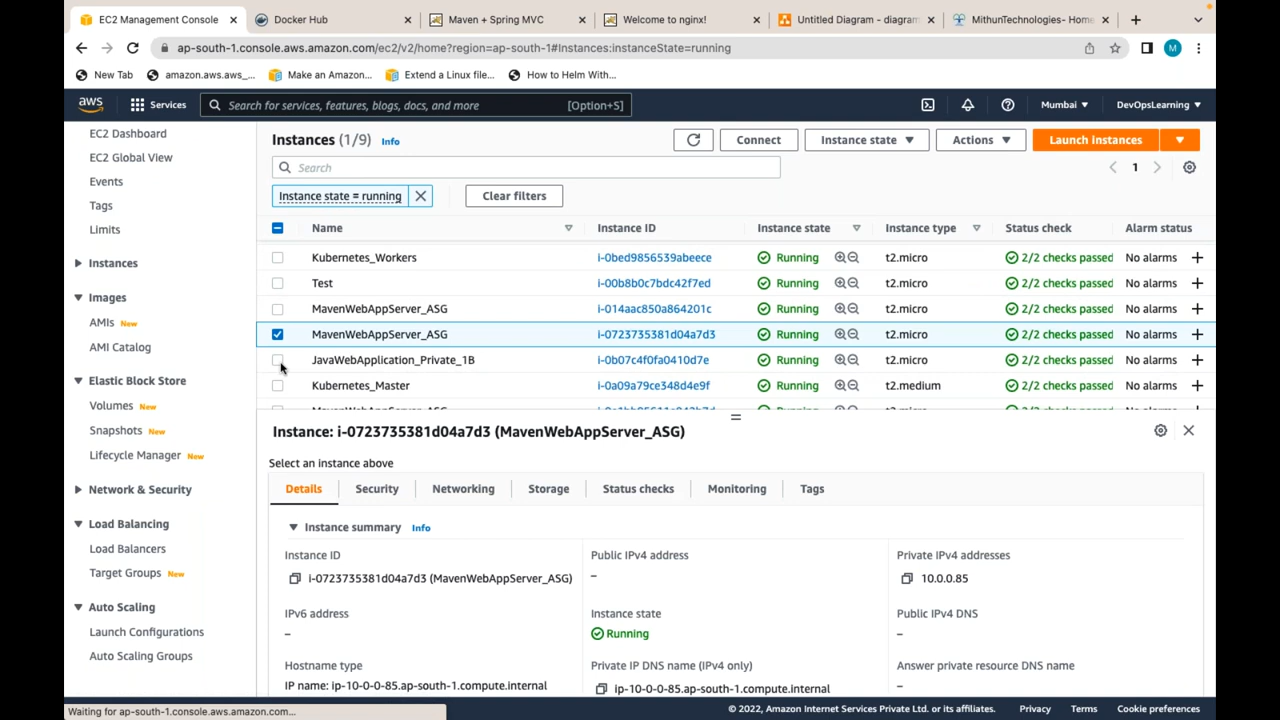 EC2 Management Console
Docker Hub
Maven + Spring MVC
Welcome to nginx!
Untitled Diagram - diagram
MithunTechnologies- Home
ap-south-1.console.aws.amazon.com/ec2/v2/home?region=ap-south-1#Instances:instanceState=running
M
New Tab
amazon.aws.aws_...
Make an Amazon...
Extend a Linux file...
How to Helm With...
aws
Services
Search for services, features, blogs, docs, and more
[Option+S]
Mumbai
DevOpsLearning
EC2 Dashboard
EC2 Global View
Events
Tags
Limits
Instances
Images
AMIs New
AMI Catalog
Elastic Block Store
Volumes New
Snapshots New
Lifecycle Manager New
Network & Security
Load Balancing
Load Balancers
Target Groups New
Auto Scaling
Launch Configurations
Auto Scaling Groups
Instances (1/9) Info
Connect
Instance state
Actions
Launch instances
Search
1
Instance state = running
Clear filters
Name Instance ID Instance state Instance type Status check Alarm status
Kubernetes_Workers i-0bed9856539abeece Running t2.micro 2/2 checks passed No alarms
Test i-00b8b0c7bdc42f7ed Running t2.micro 2/2 checks passed No alarms
MavenWebAppServer_ASG i-014aac850a864201c Running t2.micro 2/2 checks passed No alarms
MavenWebAppServer_ASG i-0723735381d04a7d3 Running t2.micro 2/2 checks passed No alarms
JavaWebApplication_Private_1B i-0b07c4f0fa0410d7e Running t2.micro 2/2 checks passed No alarms
Kubernetes_Master i-0a09a79ce348d4e9f Running t2.medium 2/2 checks passed No alarms
Instance: i-0723735381d04a7d3 (MavenWebAppServer_ASG)
Select an instance above
Details Security Networking Storage Status checks Monitoring Tags
Instance summary Info
Instance ID
i-0723735381d04a7d3 (MavenWebAppServer_ASG)
Public IPv4 address
–
Private IPv4 addresses
10.0.0.85
IPv6 address
–
Instance state
Running
Public IPv4 DNS
–
Hostname type
IP name: ip-10-0-0-85.ap-south-1.compute.internal
Private IP DNS name (IPv4 only)
ip-10-0-0-85.ap-south-1.compute.internal
Answer private resource DNS name
–
Waiting for ap-south-1.console.aws.amazon.com...
© 2022, Amazon Internet Services Private Ltd. or its affiliates.
Privacy
Terms
Cookie preferences